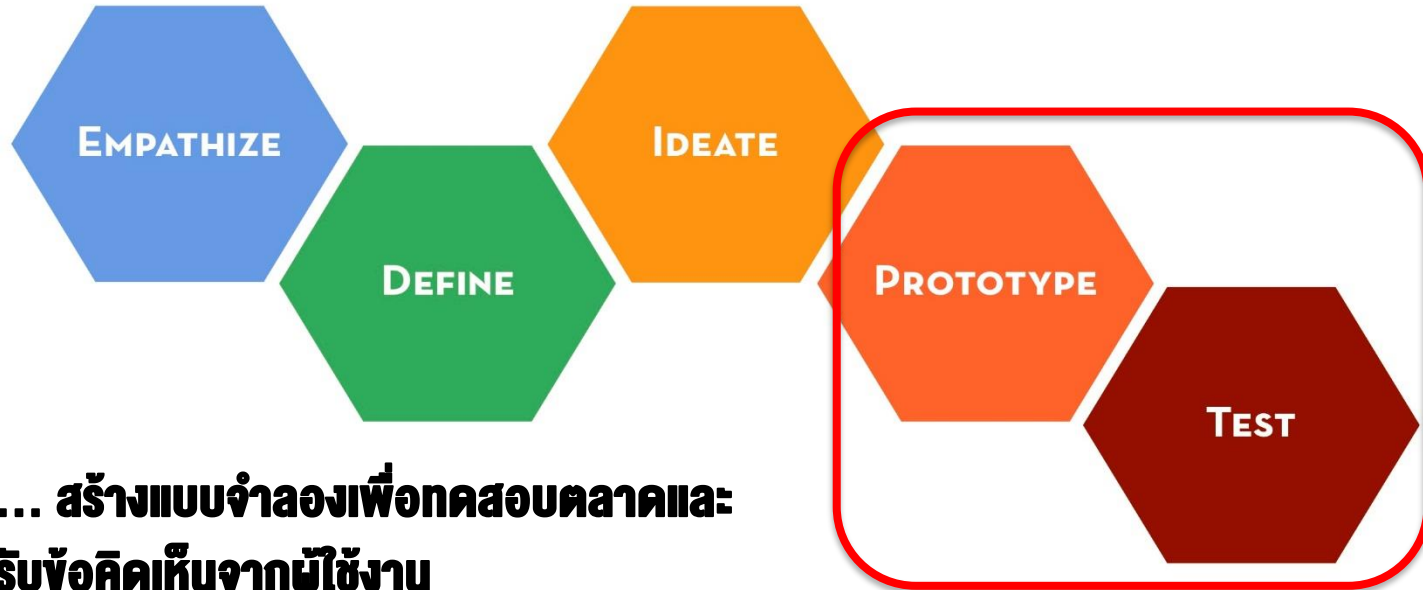 EMPATHIZE
DEFINE
IDEATE
PROTOTYPE
TEST
... สร้างแบบจำลองเพื่อทดสอบตลาดและ
รับข้อคิดเห็นจากผู้ใช้งาน